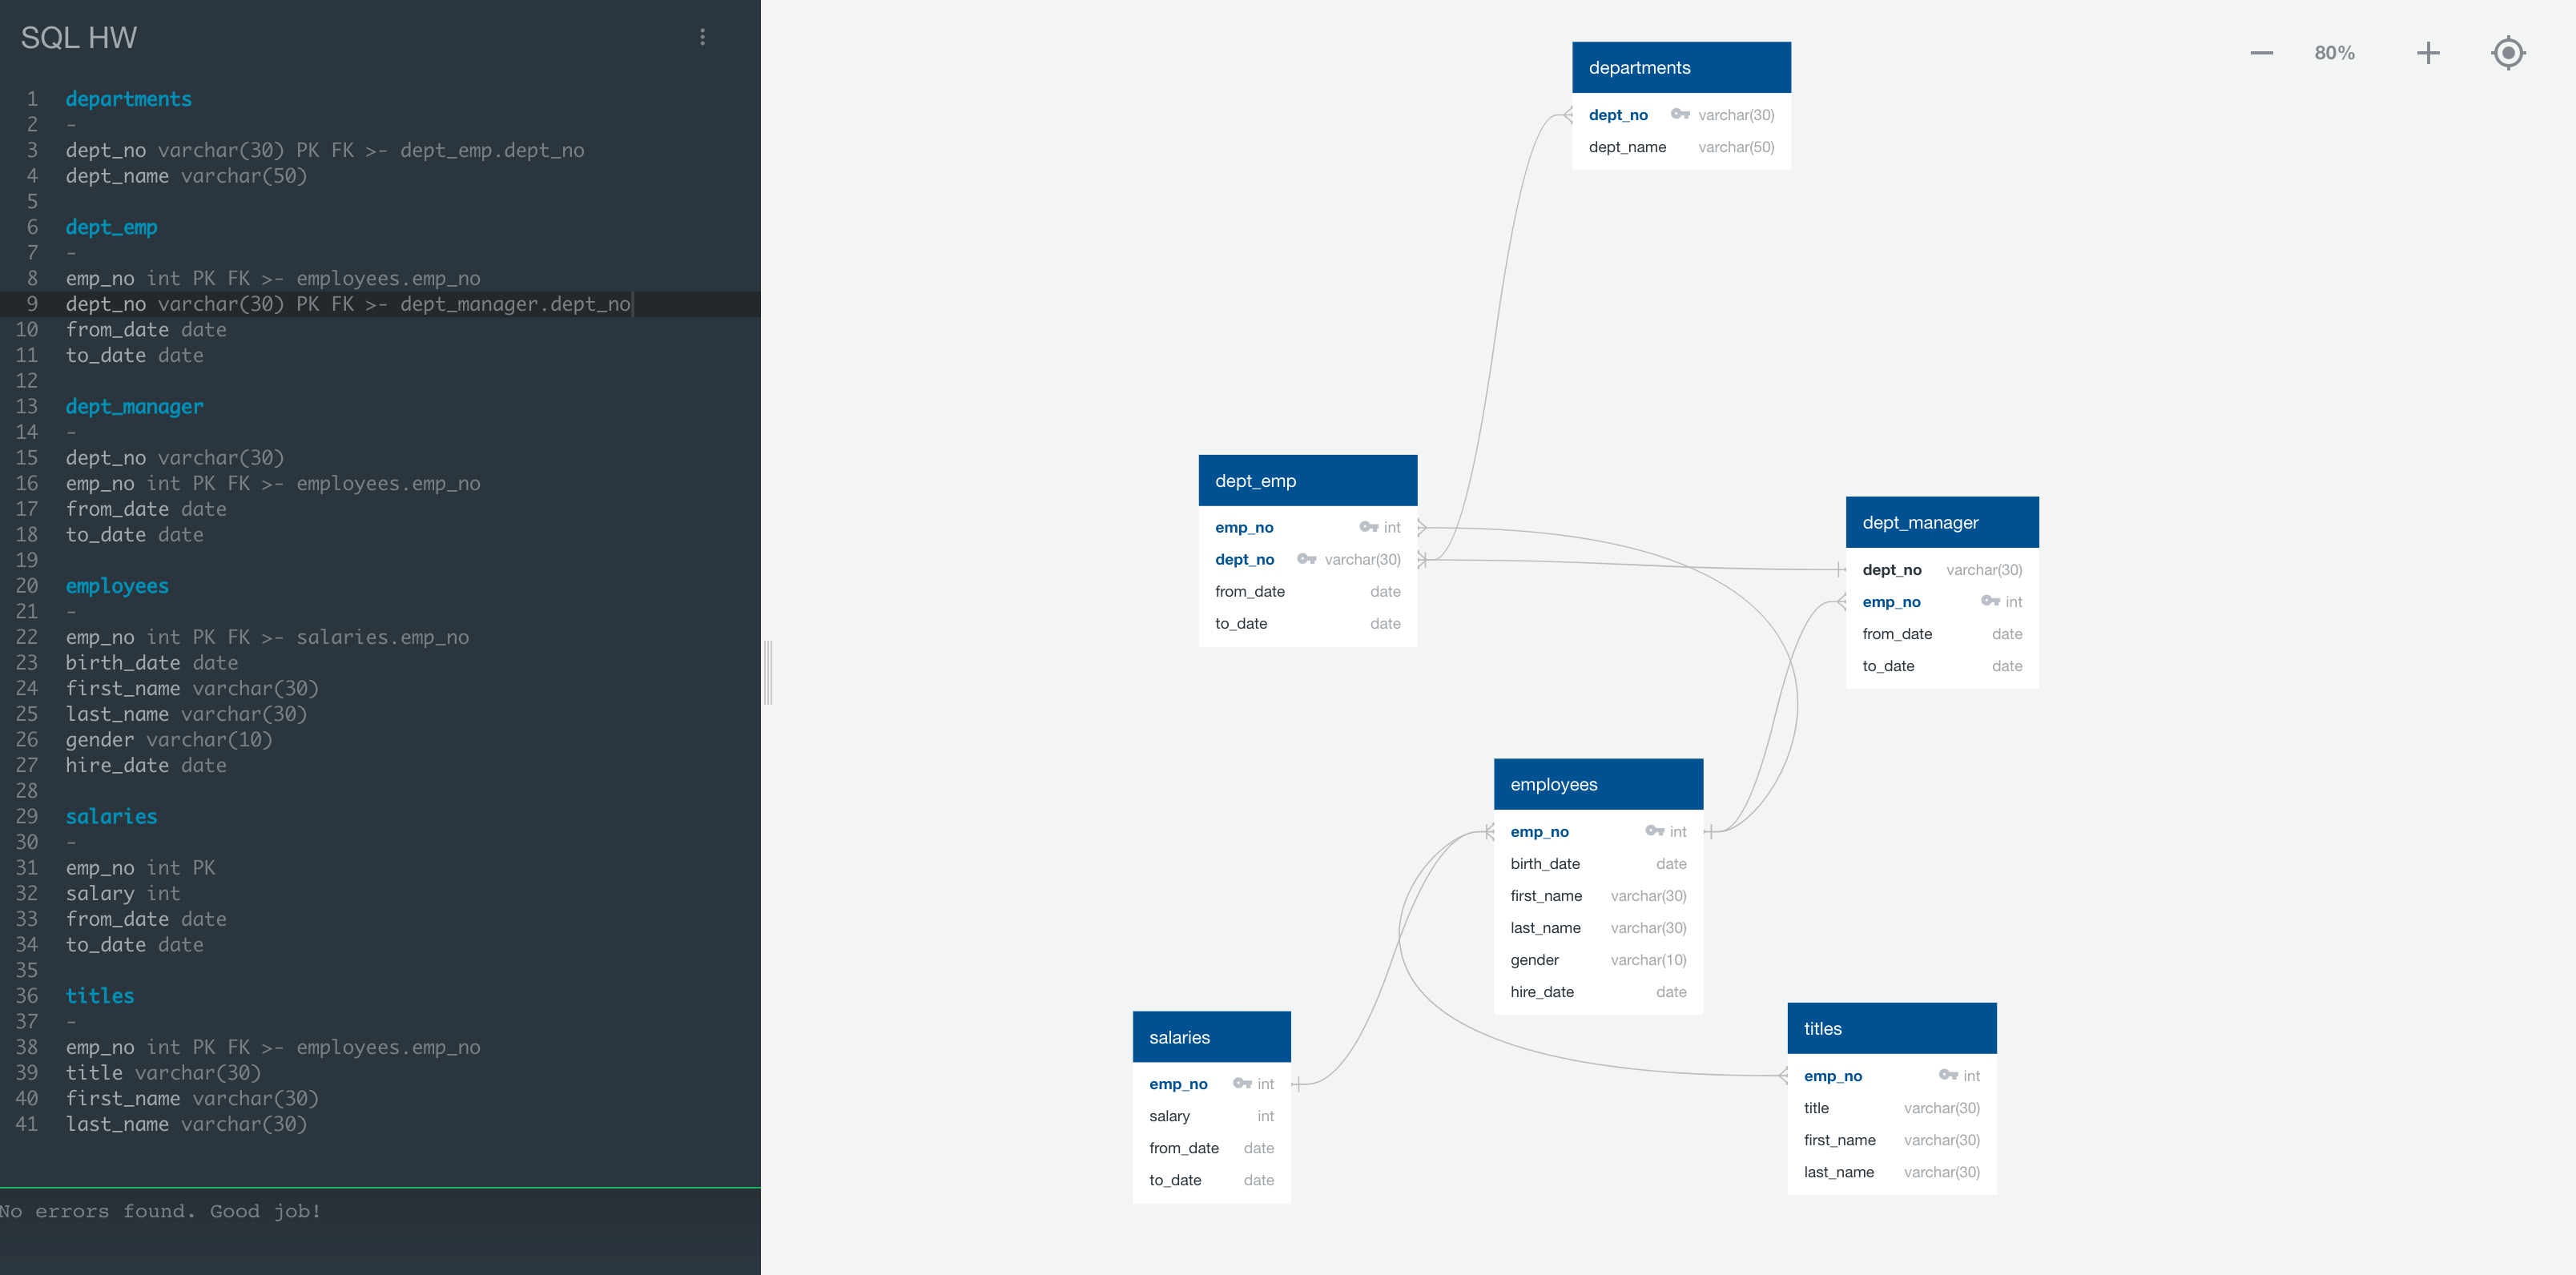 SQL HW
1 departments
2 -
3 dept_no varchar(30) PK FK >- dept_emp.dept_no
4 dept_name varchar(50)
5
6 dept_emp
7 -
8 emp_no int PK FK >- employees.emp_no
9 dept_no varchar(30) PK FK >- dept_manager.dept_no
10 from_date date
11 to_date date
12
13 dept_manager
14 -
15 dept_no varchar(30)
16 emp_no int PK FK >- employees.emp_no
17 from_date date
18 to_date date
19
20 employees
21 -
22 emp_no int PK FK >- salaries.emp_no
23 birth_date date
24 first_name varchar(30)
25 last_name varchar(30)
26 gender varchar(10)
27 hire_date date
28
29 salaries
30 -
31 emp_no int PK
32 salary int
33 from_date date
34 to_date date
35
36 titles
37 -
38 emp_no int PK FK >- employees.emp_no
39 title varchar(30)
40 first_name varchar(30)
41 last_name varchar(30)
No errors found. Good job!
80%
departments
dept_no varchar(30)
dept_name varchar(50)
dept_emp
emp_no int
dept_no varchar(30)
from_date date
to_date date
dept_manager
dept_no varchar(30)
emp_no int
from_date date
to_date date
employees
emp_no int
birth_date date
first_name varchar(30)
last_name varchar(30)
gender varchar(10)
hire_date date
salaries
emp_no int
salary int
from_date date
to_date date
titles
emp_no int
title varchar(30)
first_name varchar(30)
last_name varchar(30)